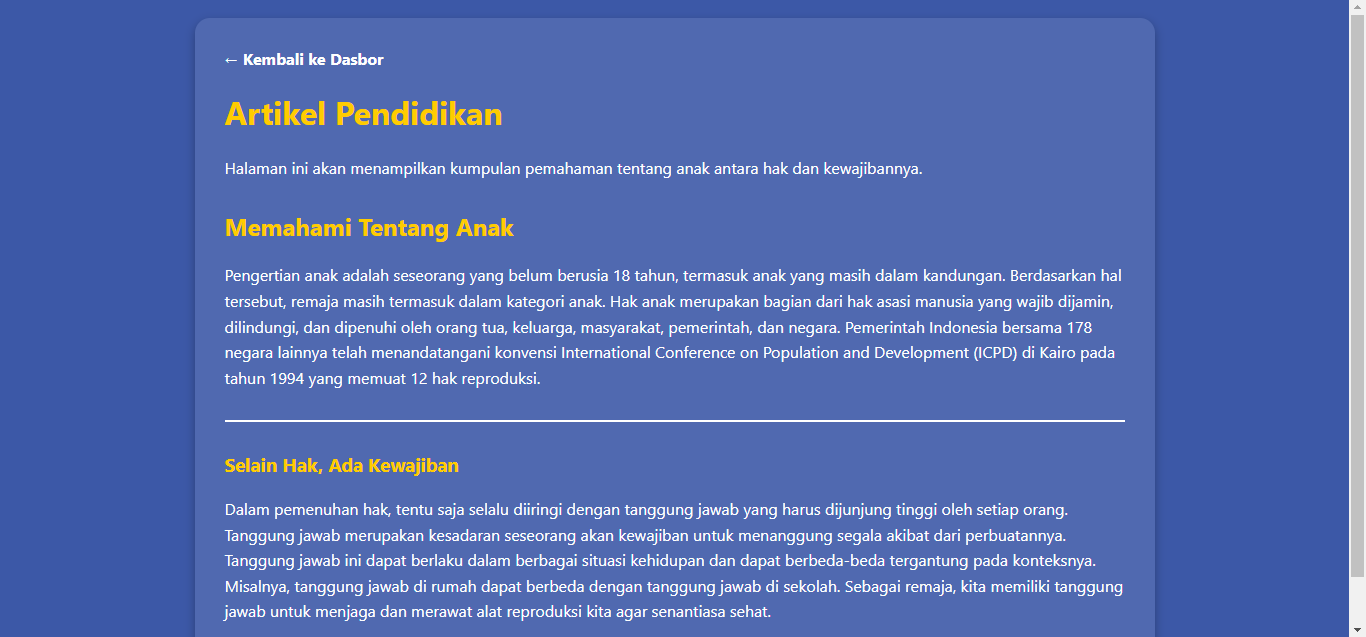 ← Kembali ke Dasbor
Artikel Pendidikan
Halaman ini akan menampilkan kumpulan pemahaman tentang anak antara hak dan kewajibannya.
Memahami Tentang Anak
Pengertian anak adalah seseorang yang belum berusia 18 tahun, termasuk anak yang masih dalam kandungan. Berdasarkan hal
tersebut, remaja masih termasuk dalam kategori anak. Hak anak merupakan bagian dari hak asasi manusia yang wajib dijamin,
dilindungi, dan dipenuhi oleh orang tua, keluarga, masyarakat, pemerintah, dan negara. Pemerintah Indonesia bersama 178
negara lainnya telah menandatangani konvensi International Conference on Population and Development (ICPD) di Kairo pada
tahun 1994 yang memuat 12 hak reproduksi.
Selain Hak, Ada Kewajiban
Dalam pemenuhan hak, tentu saja selalu diiringi dengan tanggung jawab yang harus dijunjung tinggi oleh setiap orang.
Tanggung jawab merupakan kesadaran seseorang akan kewajiban untuk menanggung segala akibat dari perbuatannya.
Tanggung jawab ini dapat berlaku dalam berbagai situasi kehidupan dan dapat berbeda-beda tergantung pada konteksnya.
Misalnya, tanggung jawab di rumah dapat berbeda dengan tanggung jawab di sekolah. Sebagai remaja, kita memiliki tanggung
jawab untuk menjaga dan merawat alat reproduksi kita agar senantiasa sehat.